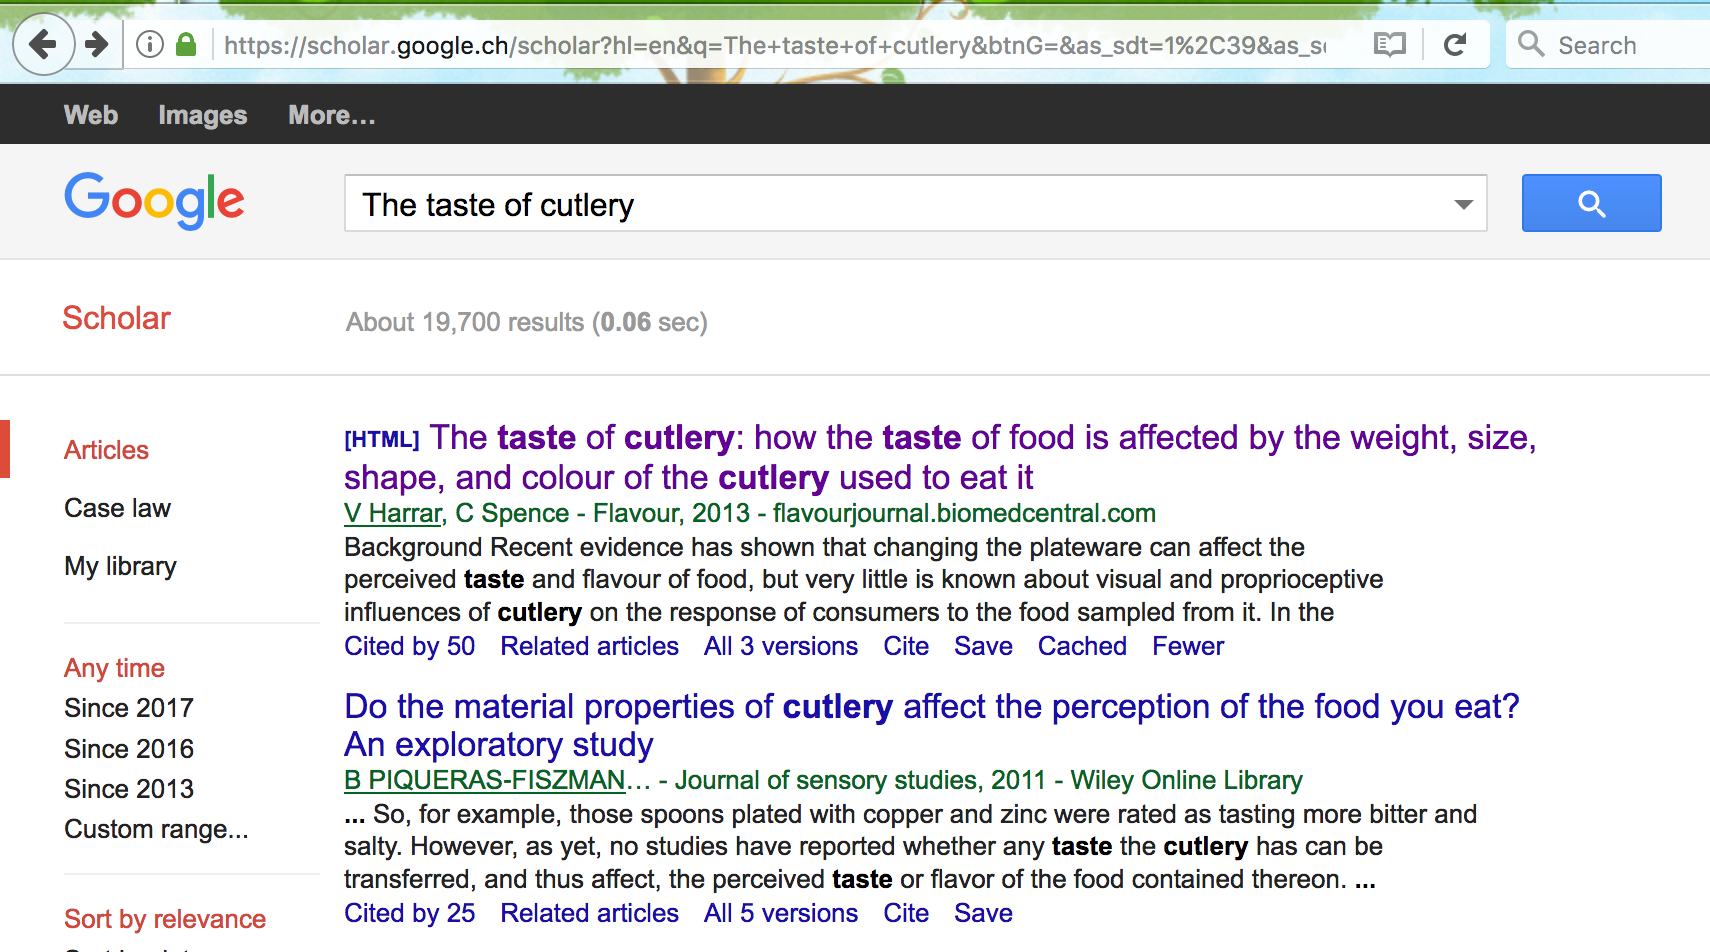 https://scholar.google.ch/scholar?hl=en&q=The+taste+of+cutlery&btnG=&as_sdt=1%2C39&as_s
Search
Web Images More...
Google
The taste of cutlery
Scholar
About 19,700 results (0.06 sec)
Articles
Case law
My library
Any time
Since 2017
Since 2016
Since 2013
Custom range...
Sort by relevance
[HTML] The taste of cutlery: how the taste of food is affected by the weight, size,
shape, and colour of the cutlery used to eat it
V Harrar, C Spence - Flavour, 2013 - flavourjournal.biomedcentral.com
Background Recent evidence has shown that changing the plateware can affect the
perceived taste and flavour of food, but very little is known about visual and proprioceptive
influences of cutlery on the response of consumers to the food sampled from it. In the
Cited by 50 Related articles All 3 versions Cite Save Cached Fewer
Do the material properties of cutlery affect the perception of the food you eat?
An exploratory study
B PIQUERAS-FISZMAN… - Journal of sensory studies, 2011 - Wiley Online Library
... So, for example, those spoons plated with copper and zinc were rated as tasting more bitter and
salty. However, as yet, no studies have reported whether any taste the cutlery has can be
transferred, and thus affect, the perceived taste or flavor of the food contained thereon. ...
Cited by 25 Related articles All 5 versions Cite Save